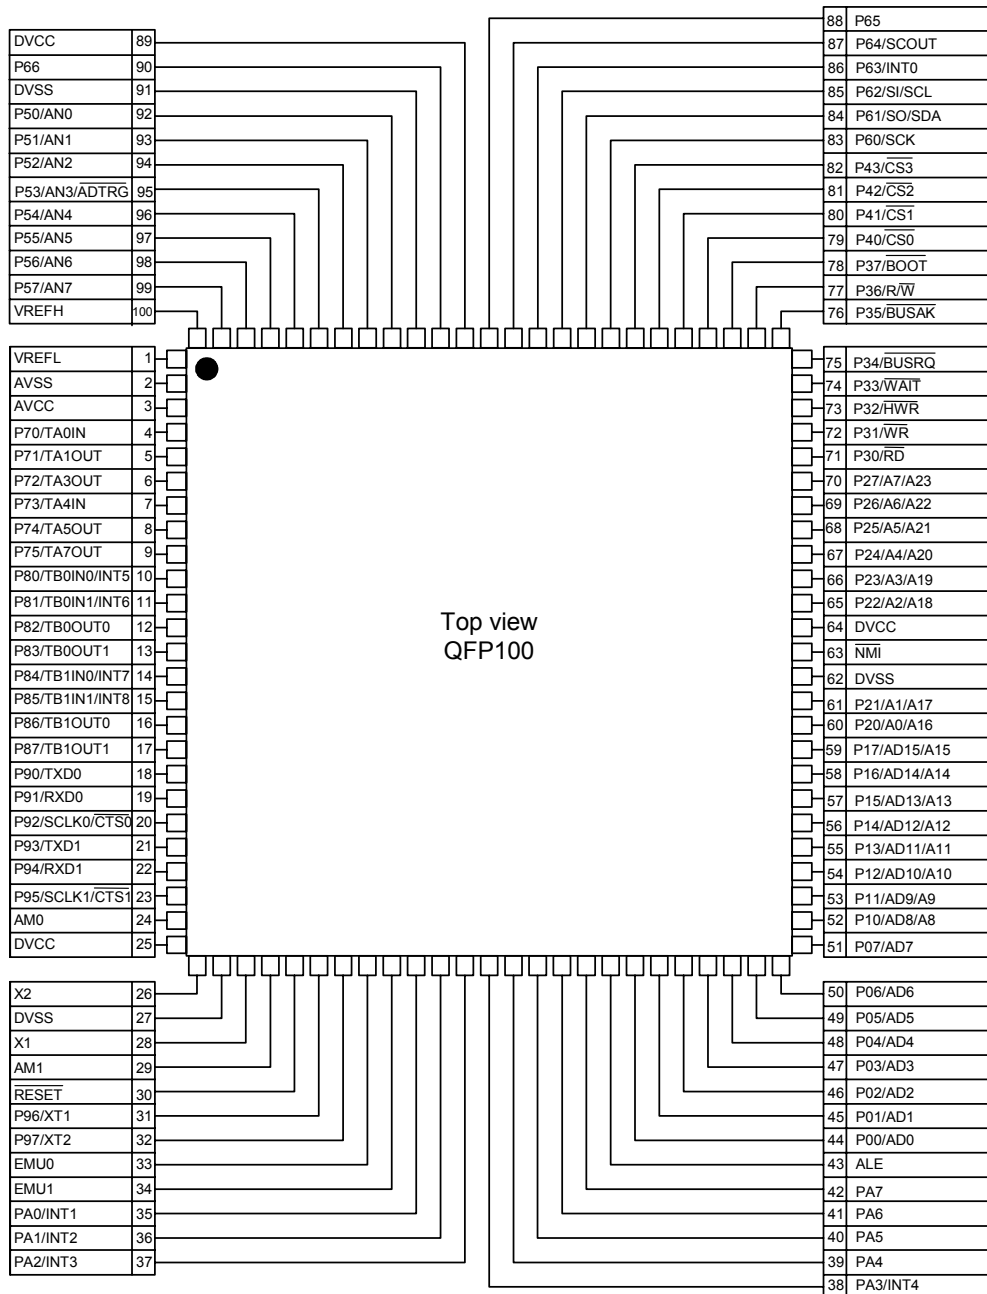 DVCC 89
P66 90
DVSS 91
P50/AN0 92
P51/AN1 93
P52/AN2 94
P53/AN3/ADTRG 95
P54/AN4 96
P55/AN5 97
P56/AN6 98
P57/AN7 99
VREFH 100
88 P65
87 P64/SCOUT
86 P63/INT0
85 P62/SI/SCL
84 P61/SO/SDA
83 P60/SCK
82 P43/CS3
81 P42/CS2
80 P41/CS1
79 P40/CS0
78 P37/BOOT
77 P36/R/W
76 P35/BUSAK
VREFL 1
AVSS 2
AVCC 3
P70/TA0IN 4
P71/TA1OUT 5
P72/TA3OUT 6
P73/TA4IN 7
P74/TA5OUT 8
P75/TA7OUT 9
P80/TB0IN0/INT5 10
P81/TB0IN1/INT6 11
P82/TB0OUT0 12
P83/TB0OUT1 13
P84/TB1IN0/INT7 14
P85/TB1IN1/INT8 15
P86/TB1OUT0 16
P87/TB1OUT1 17
P90/TXD0 18
P91/RXD0 19
P92/SCLK0/CTS0 20
P93/TXD1 21
P94/RXD1 22
P95/SCLK1/CTS1 23
AM0 24
DVCC 25
Top view
QFP100
75 P34/BUSRQ
74 P33/WAIT
73 P32/HWR
72 P31/WR
71 P30/RD
70 P27/A7/A23
69 P26/A6/A22
68 P25/A5/A21
67 P24/A4/A20
66 P23/A3/A19
65 P22/A2/A18
64 DVCC
63 NMI
62 DVSS
61 P21/A1/A17
60 P20/A0/A16
59 P17/AD15/A15
58 P16/AD14/A14
57 P15/AD13/A13
56 P14/AD12/A12
55 P13/AD11/A11
54 P12/AD10/A10
53 P11/AD9/A9
52 P10/AD8/A8
51 P07/AD7
X2 26
DVSS 27
X1 28
AM1 29
RESET 30
P96/XT1 31
P97/XT2 32
EMU0 33
EMU1 34
PA0/INT1 35
PA1/INT2 36
PA2/INT3 37
50 P06/AD6
49 P05/AD5
48 P04/AD4
47 P03/AD3
46 P02/AD2
45 P01/AD1
44 P00/AD0
43 ALE
42 PA7
41 PA6
40 PA5
39 PA4
38 PA3/INT4